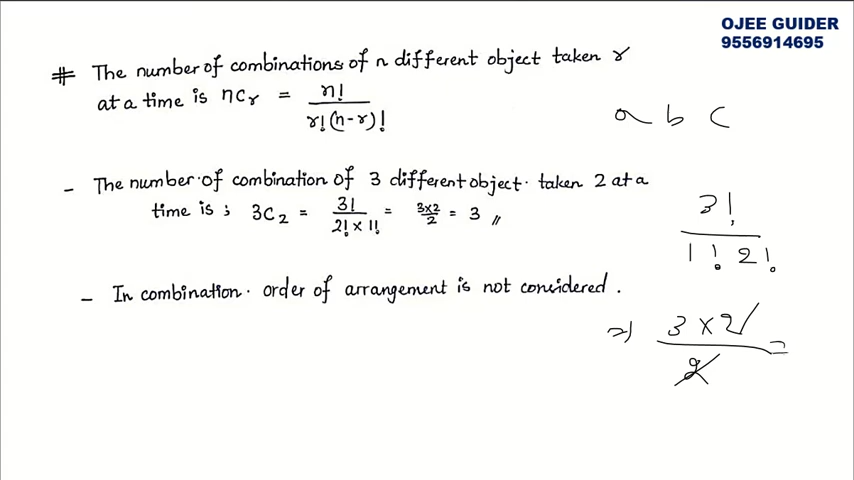 OJEE GUIDER
9556914695
# The number of combinations of n different object taken r
at a time is nCr = n! / r!(n-r)!
a b c
- The number of combination of 3 different object taken 2 at a
time is ; 3C2 = 3! / 2! × 1! = 3×2 / 2 = 3 //
3! / 1! 2!
- In combination order of arrangement is not considered.
=> 3 × 2 / 2 =